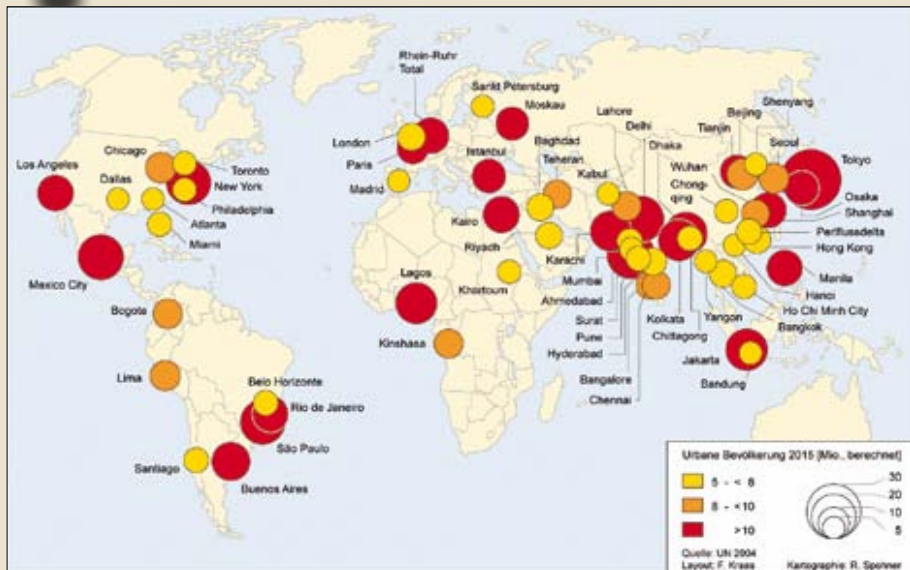 Rhein-Ruhr
Total
Sankt Petersburg
Moskau
Lahore
Delhi
Dhaka
Beijing
Tianjin
Shenyang
Seoul
Tokyo
Chicago
Toronto
London
Paris
Istanbul
Baghdad
Teheran
Kabul
Wuhan
Chong-
qing
Los Angeles
Dallas
New York
Philadelphia
Atlanta
Miami
Madrid
Kairo
Riyadh
Karachi
Osaka
Shanghai
Perlflussdelta
Hong Kong
Mexico City
Lagos
Khartoum
Mumbai
Ahmedabad
Surat
Pune
Hyderabad
Bangalore
Chennai
Kolkata
Chittagong
Yangon
Manila
Hanoi
Ho Chi Minh City
Bangkok
Bogota
Kinshasa
Jakarta
Bandung
Lima
Belo Horizonte
Rio de Janeiro
São Paulo
Santiago
Buenos Aires
Urbane Bevölkerung 2015 [Mio., berechnet]
5 - < 8
8 - <10
>10
30
20
10
5
Quelle: UN 2004
Layout: F. Kraas
Kartographie: R. Spohner